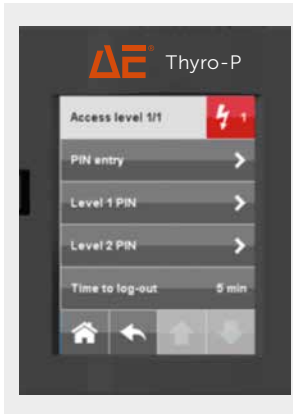 AE® Thyro-P
Access level 1/1 1
PIN entry
Level 1 PIN
Level 2 PIN
Time to log-out 5 min